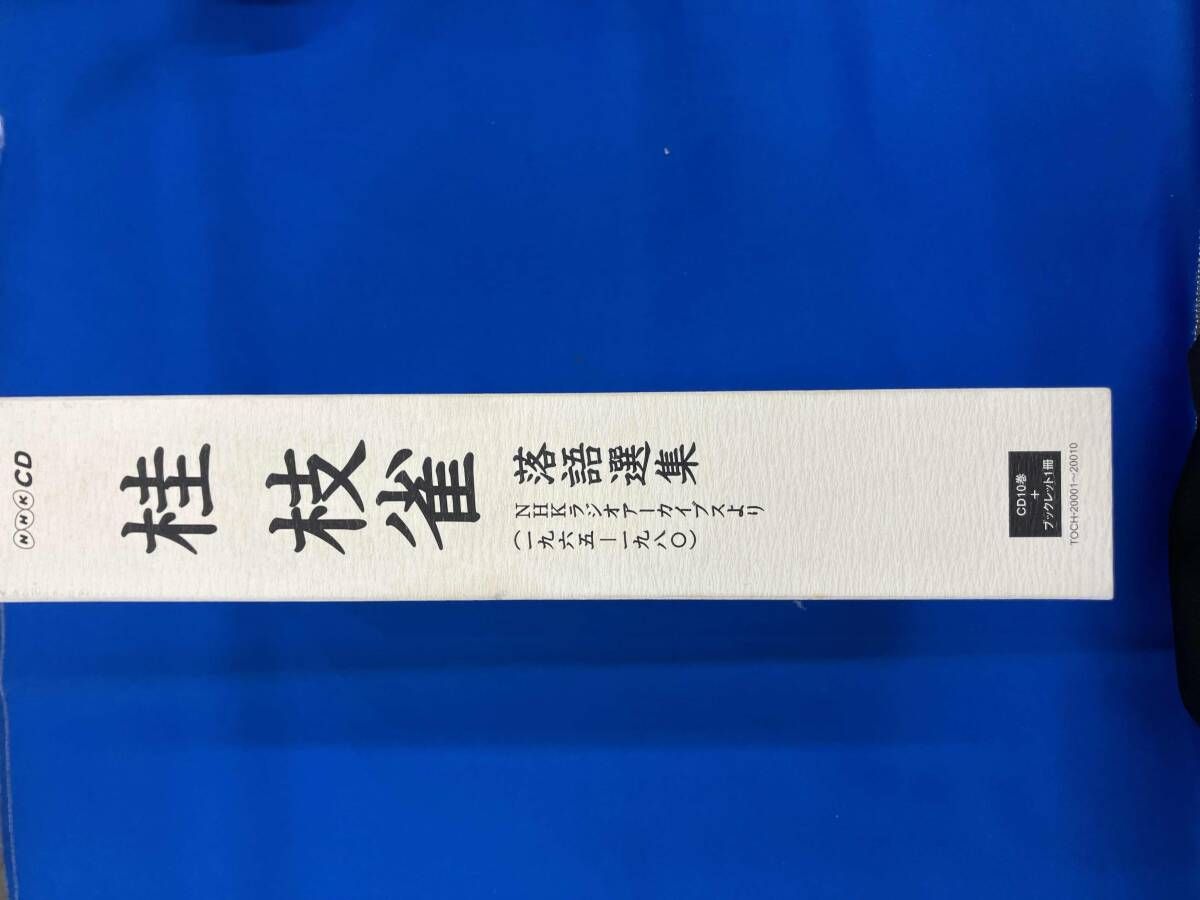 NHK CD
桂 枝雀
落語選集
NHKラジオアーカイブスより
(一九六五―一九八〇)
CD10巻
+
ブックレット1冊
TOCH-20001~20010